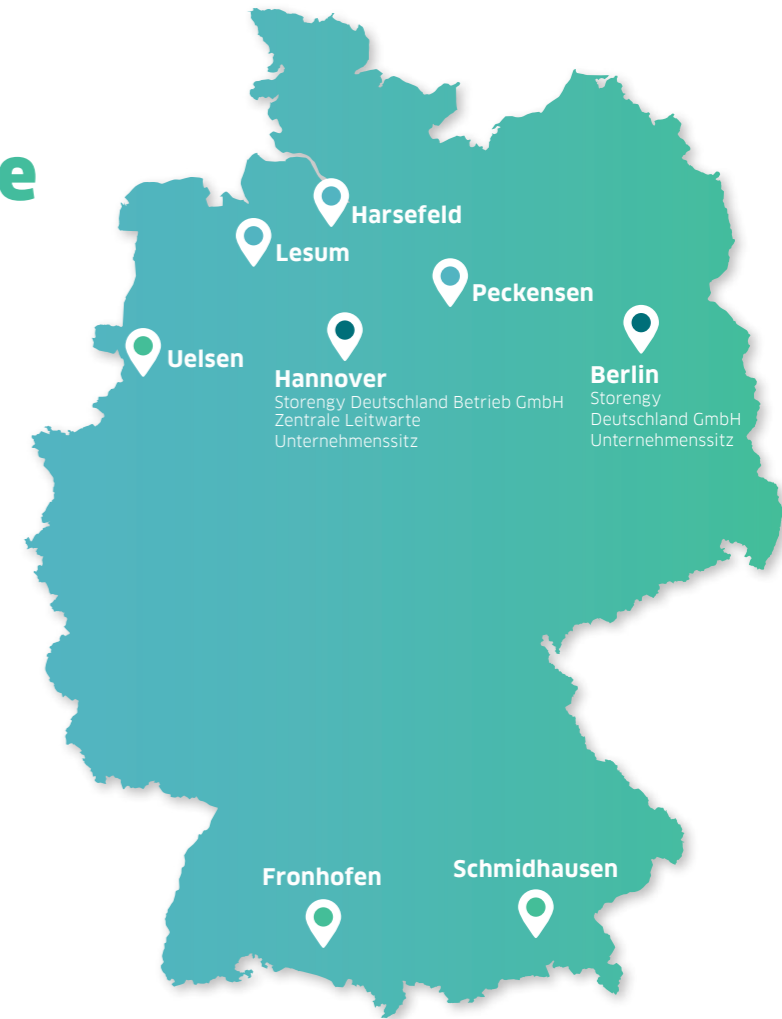 e
Harsefeld
Lesum
Peckensen
Uelsen
Hannover
Storengy Deutschland Betrieb GmbH
Zentrale Leitwarte
Unternehmenssitz
Berlin
Storengy
Deutschland GmbH
Unternehmenssitz
Fronhofen
Schmidhausen